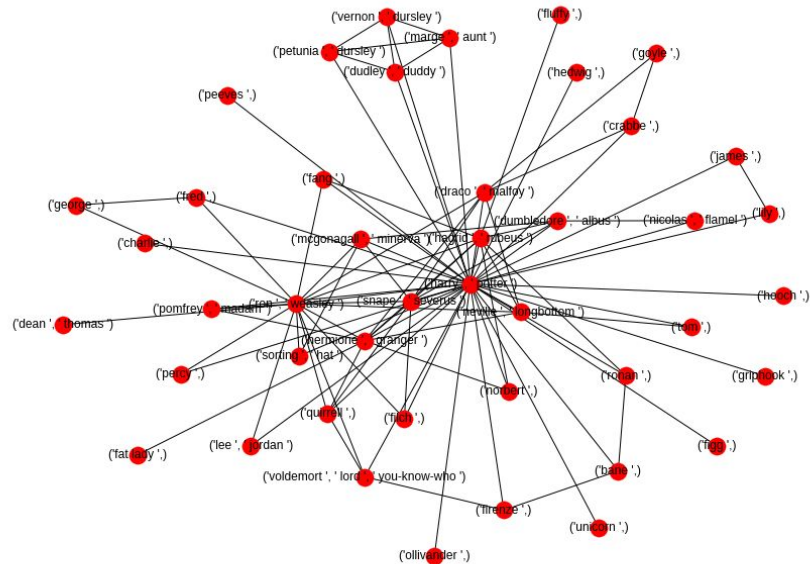 ('vernon ', ' dursley ')
('fluffy ',)
('marge ', ' aunt ')
('petunia ', ' dursley ')
('goyle ',)
('dudley ', ' duddy ')
('hedwig ',)
('peeves ',)
('crabbe ',)
('james ',)
('fang ',)
('draco ', ' malfoy ')
('fred ',)
('george ',)
('lily ',)
('dumbledore ', ' albus ')
('nicolas ', ' flamel ')
('mcgonagall ', ' minerva ')
('hagrid ', ' rubeus ')
('charlie ',)
('harry ', ' potter ')
('hooch ',)
('ron ', ' weasley ')
('snape ', ' severus ')
('pomfrey ', ' madam ')
('neville ', ' longbottom ')
('dean ', ' thomas ')
('tom ',)
('hermione ', ' granger ')
('sorting ', ' hat ')
('percy ',)
('ronan ',)
('griphook ',)
('norbert ',)
('quirrell ',)
('filch ',)
('lee ', ' jordan ')
('figg ',)
('fat lady ',)
('bane ',)
('voldemort ', ' lord ', ' you-know-who ')
('firenze ',)
('unicorn ',)
('ollivander ',)